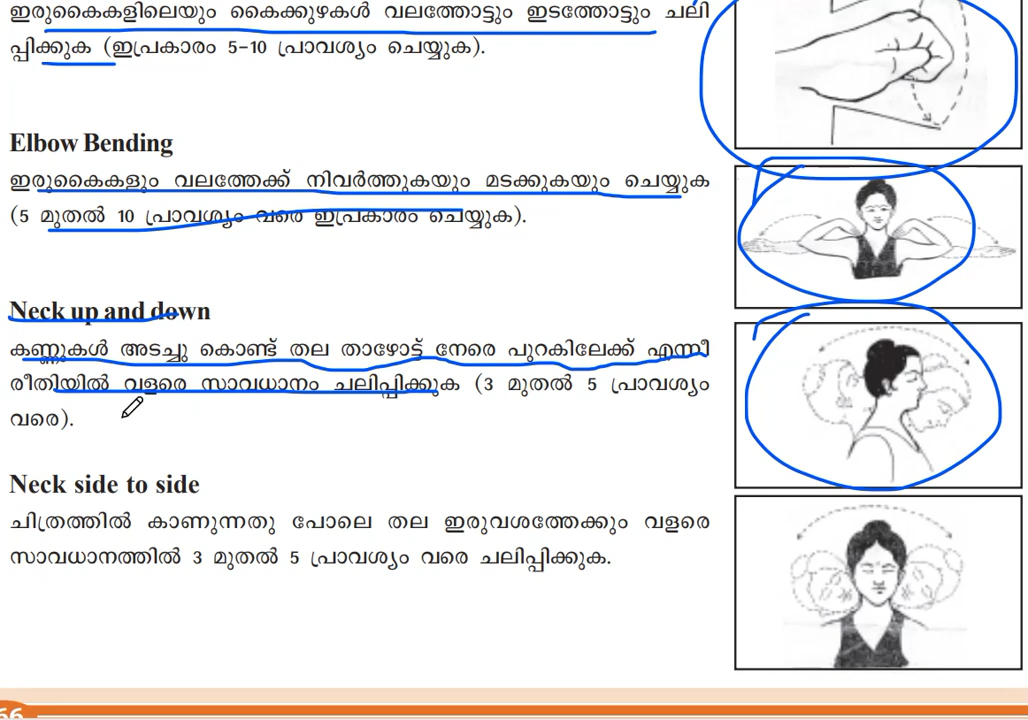 ഇരുകൈകളിലെയും കൈക്കുഴകൾ വലത്തോട്ടും ഇടത്തോട്ടും ചലി
പ്പിക്കുക (ഇപ്രകാരം 5-10 പ്രാവശ്യം ചെയ്യുക).
Elbow Bending
ഇരുകൈകളും വലത്തേക്ക് നിവർത്തുകയും മടക്കുകയും ചെയ്യുക
(5 മുതൽ 10 പ്രാവശ്യം വരെ ഇപ്രകാരം ചെയ്യുക).
Neck up and down
കണ്ണുകൾ അടച്ചു കൊണ്ട് തല താഴോട്ട് നേരെ പുറകിലേക്ക് എന്നീ
രീതിയിൽ വളരെ സാവധാനം ചലിപ്പിക്കുക (3 മുതൽ 5 പ്രാവശ്യം
വരെ).
Neck side to side
ചിത്രത്തിൽ കാണുന്നതു പോലെ തല ഇരുവശത്തേക്കും വളരെ
സാവധാനത്തിൽ 3 മുതൽ 5 പ്രാവശ്യം വരെ ചലിപ്പിക്കുക.
66